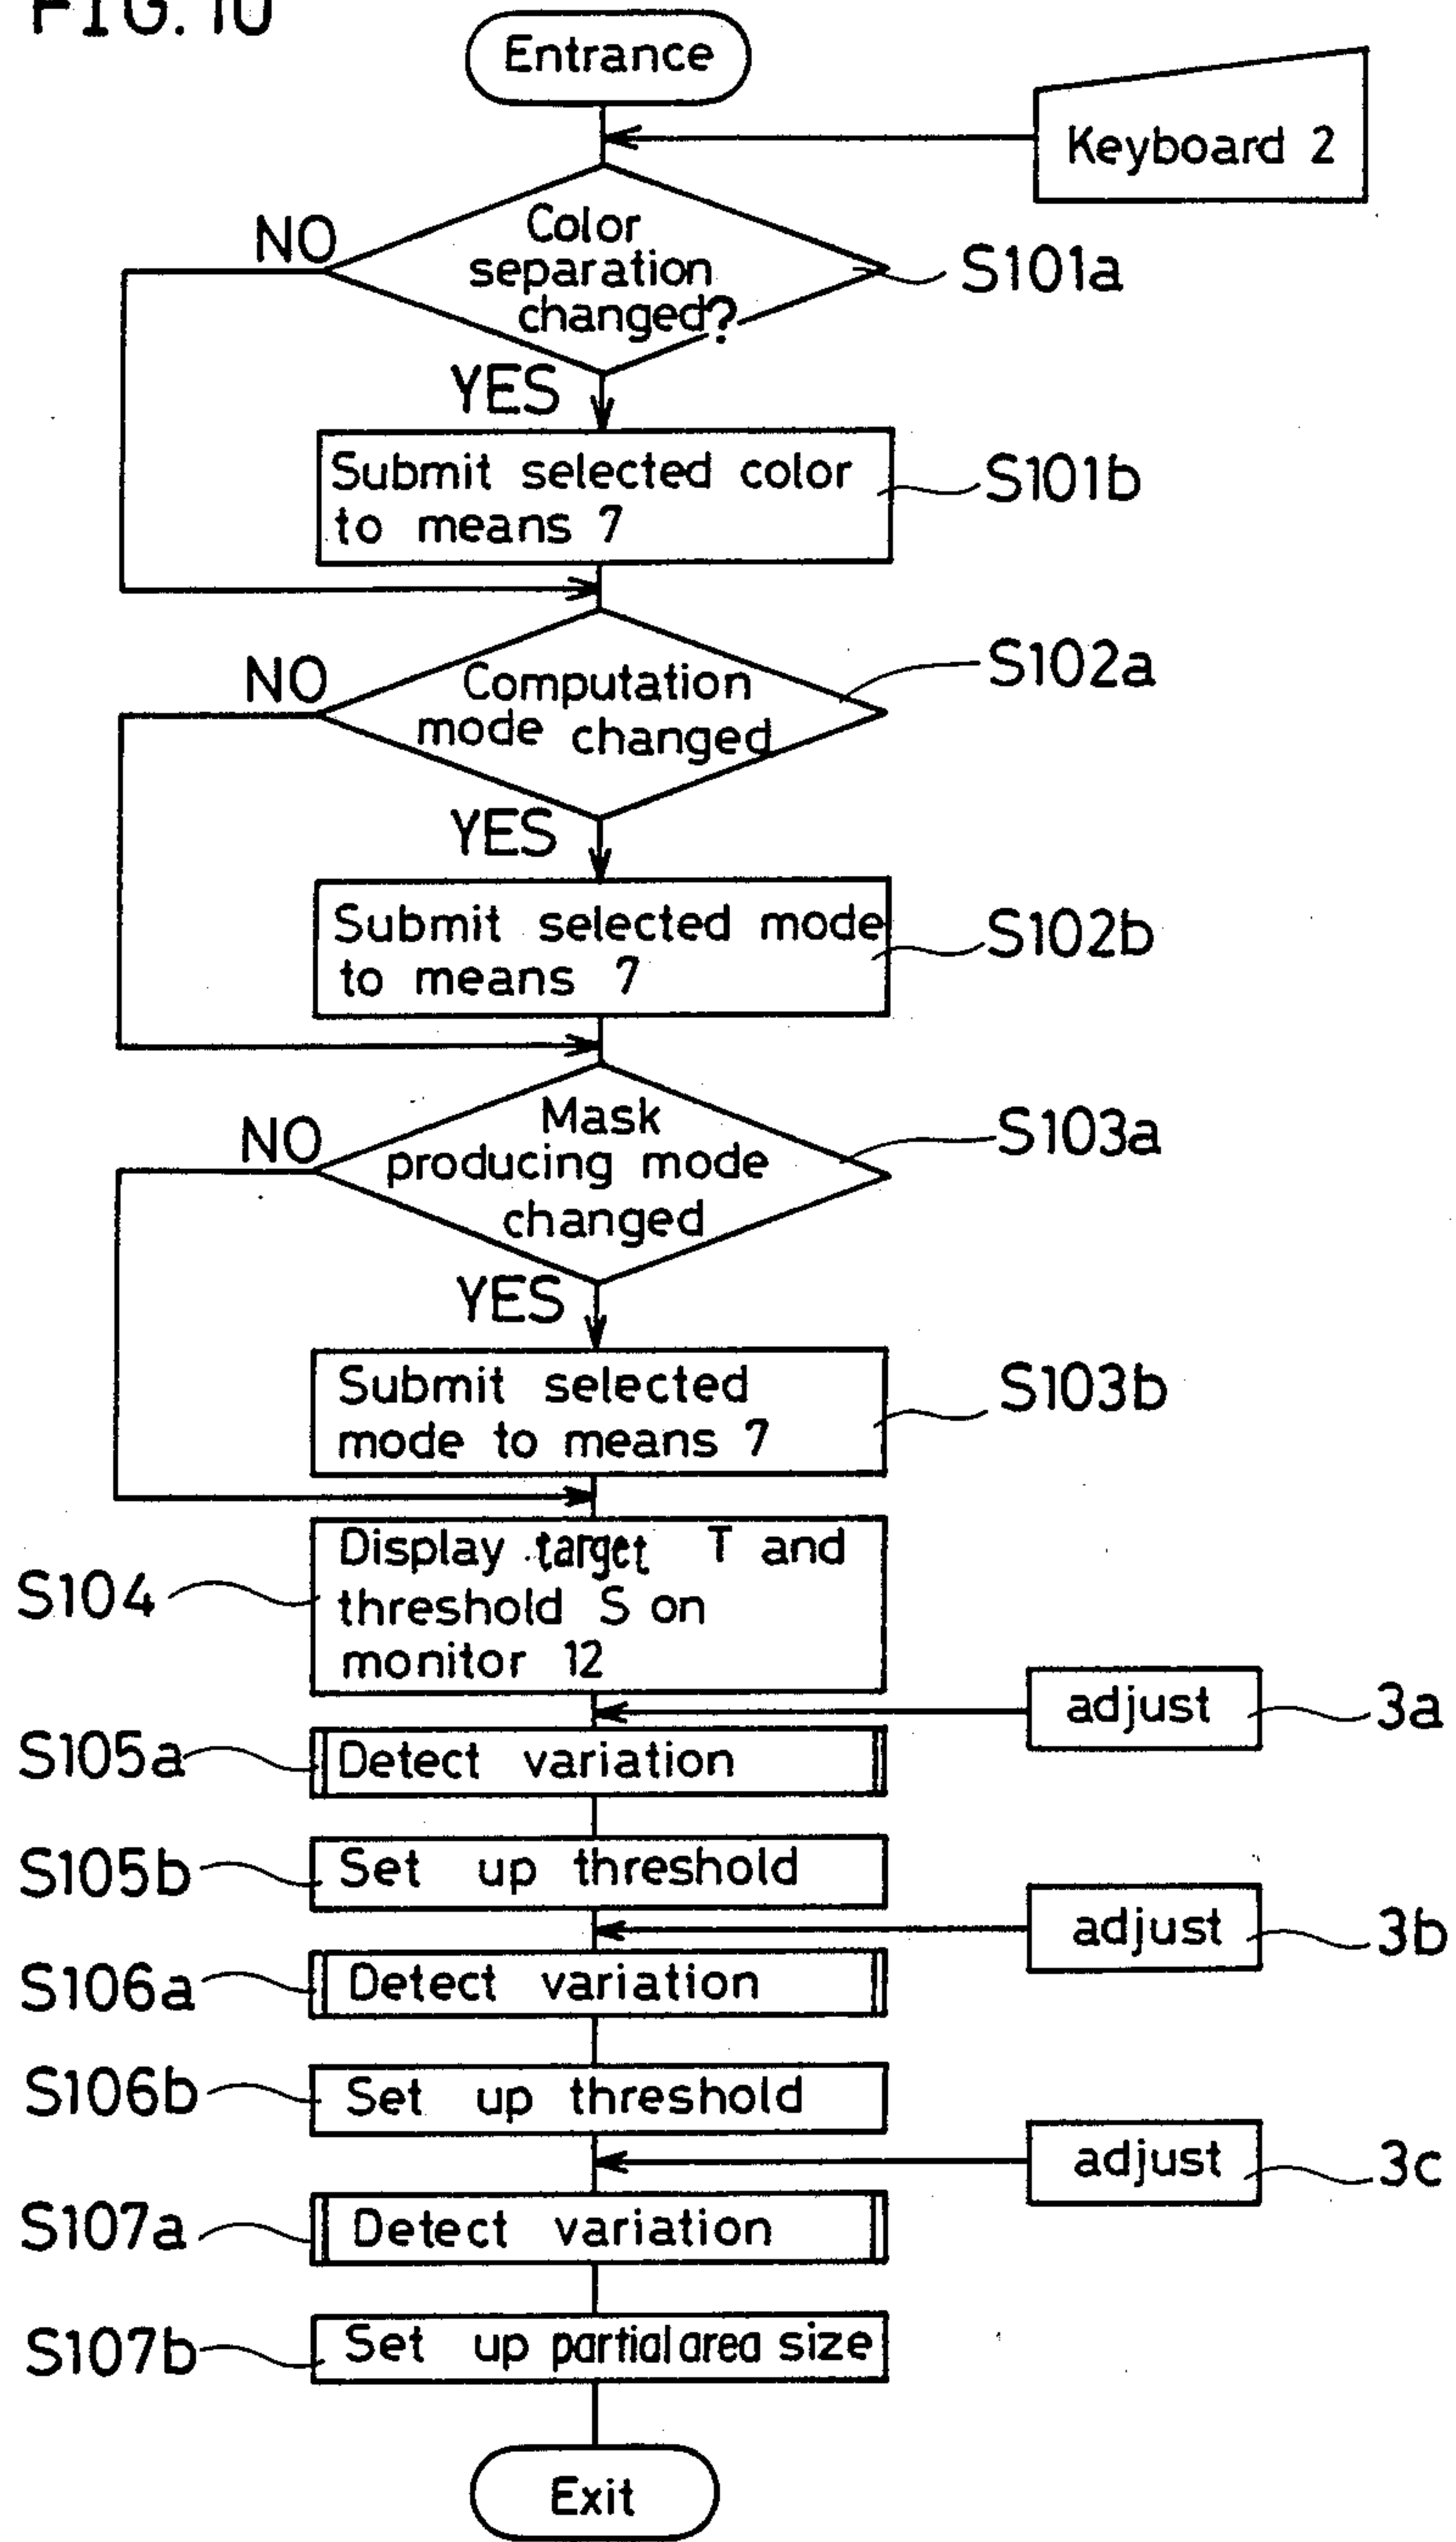 FIG. 10
Entrance
Keyboard 2
Color
separation
changed?
NO
S101a
YES
Submit selected color
to means 7
S101b
Computation
mode changed
NO
S102a
YES
Submit selected mode
to means 7
S102b
Mask
producing mode
changed
NO
S103a
YES
Submit selected
mode to means 7
S103b
Display target T and
threshold S on
monitor 12
S104
adjust
3a
S105a
Detect variation
S105b
Set up threshold
adjust
3b
S106a
Detect variation
S106b
Set up threshold
adjust
3c
S107a
Detect variation
S107b
Set up partial area size
Exit